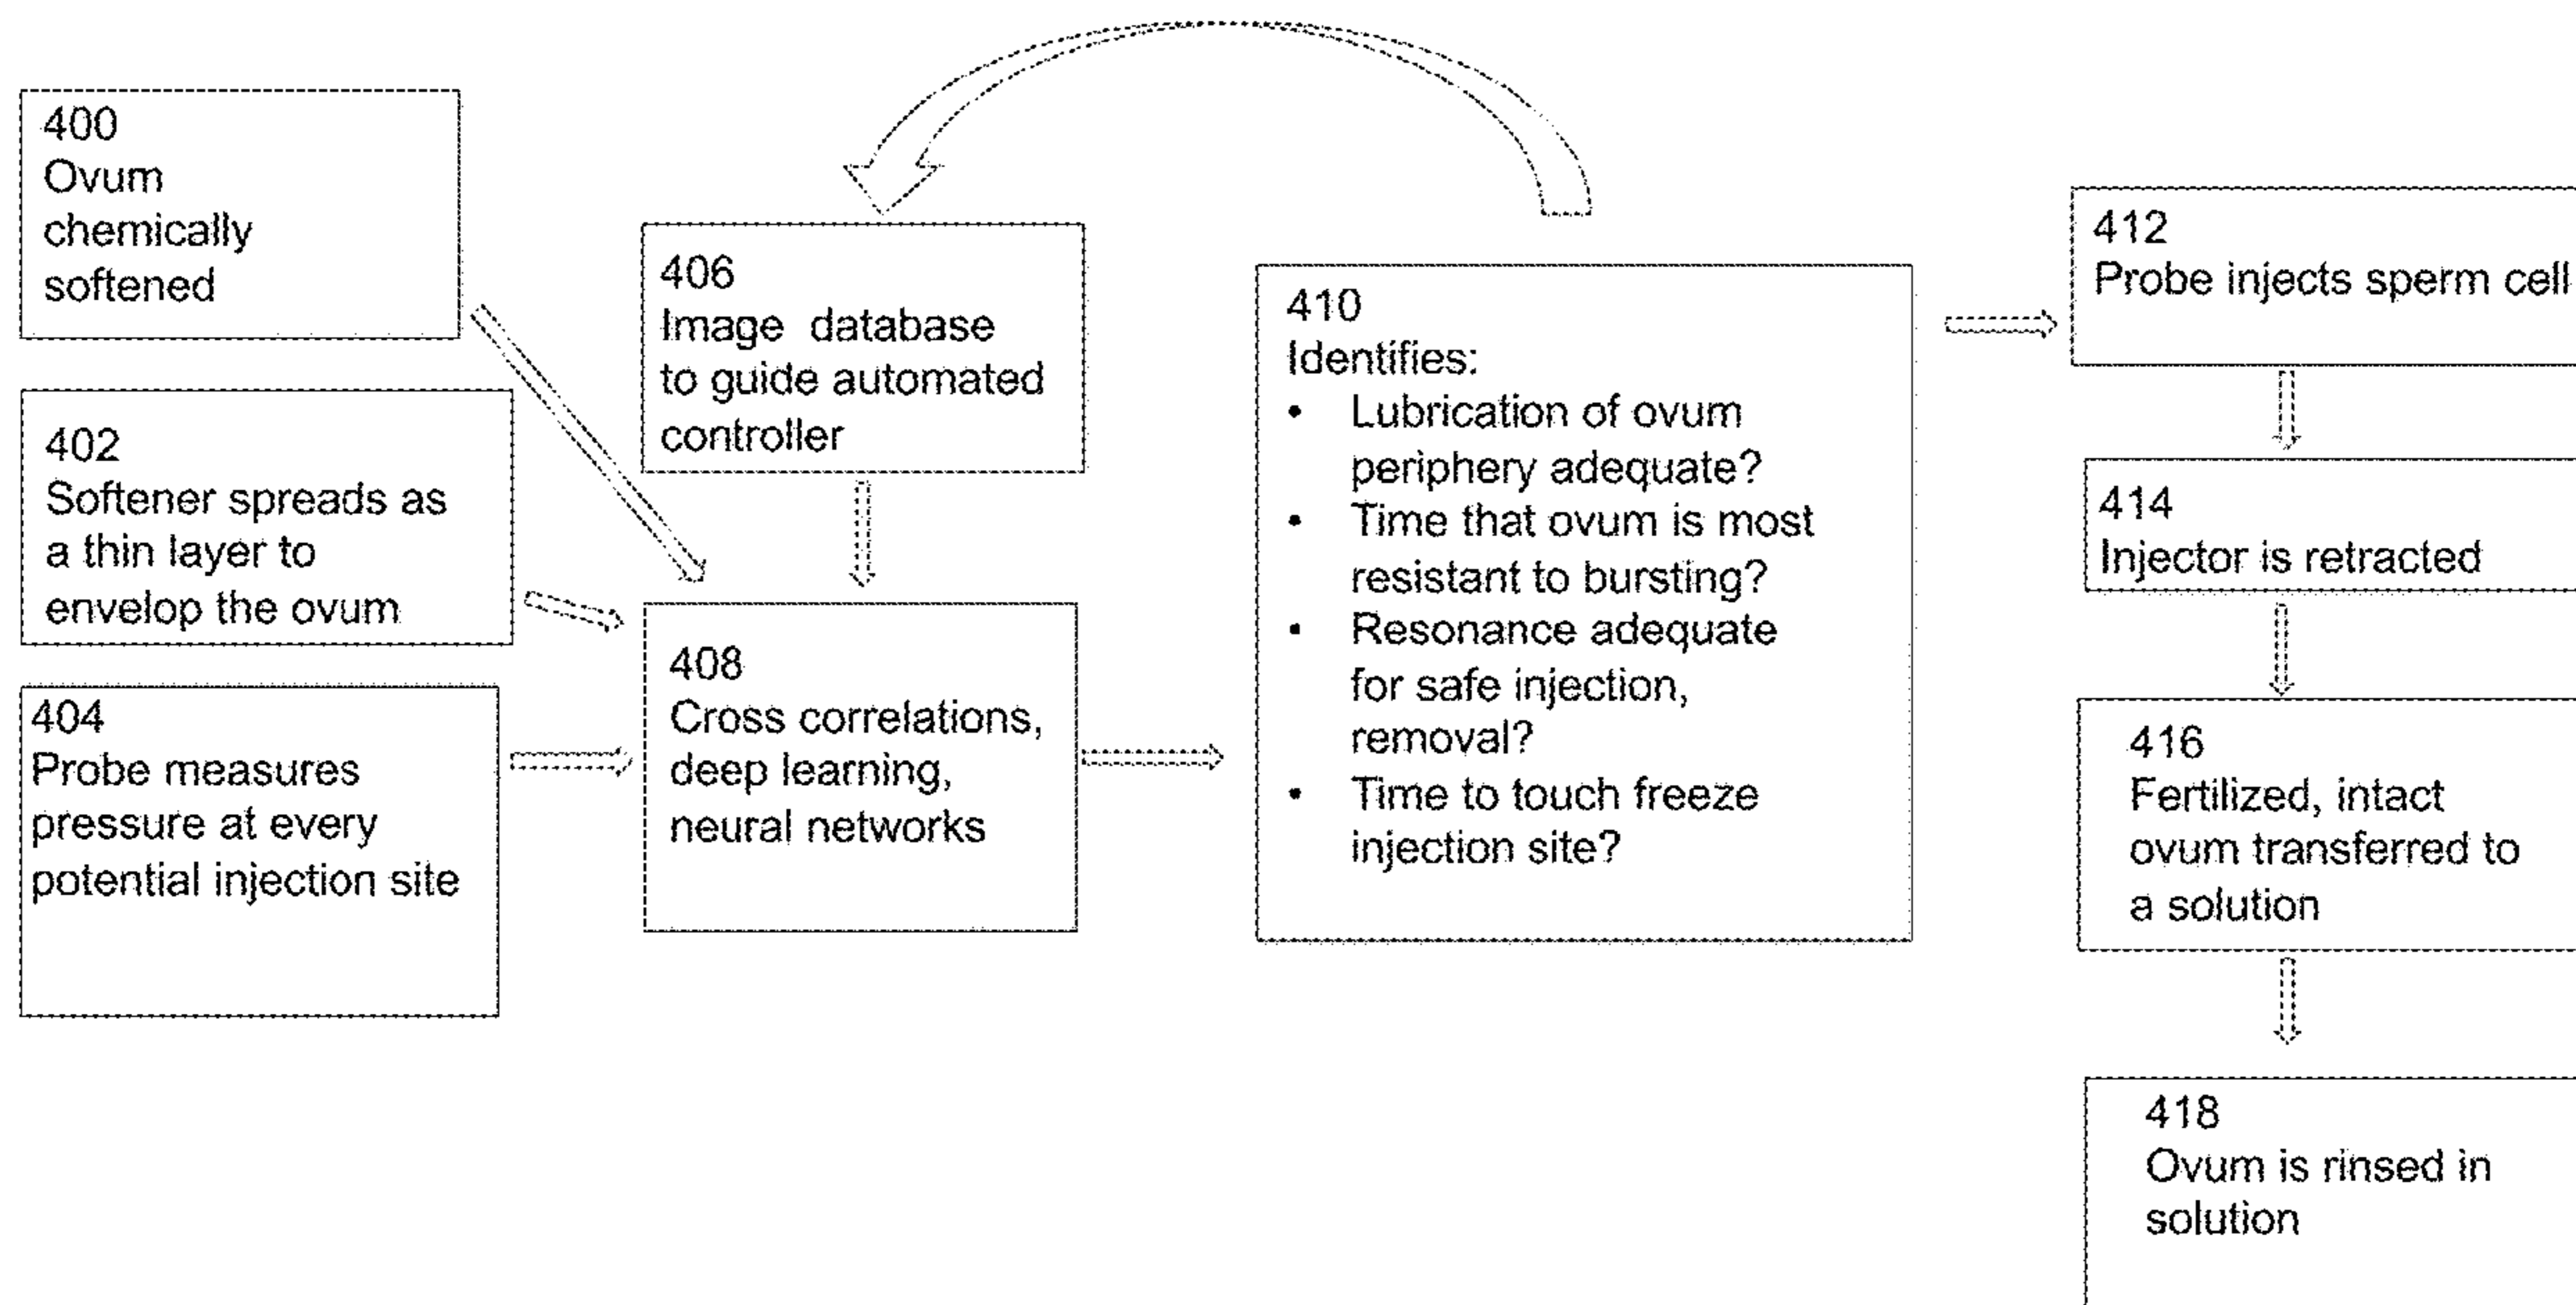 400
Ovum
chemically
softened
402
Softener spreads as
a thin layer to
envelop the ovum
404
Probe measures
pressure at every
potential injection site
406
Image database
to guide automated
controller
408
Cross correlations,
deep learning,
neural networks
410
Identifies:
• Lubrication of ovum
periphery adequate?
• Time that ovum is most
resistant to bursting?
• Resonance adequate
for safe injection,
removal?
• Time to touch freeze
injection site?
412
Probe injects sperm cell
414
Injector is retracted
416
Fertilized, intact
ovum transferred to
a solution
418
Ovum is rinsed in
solution